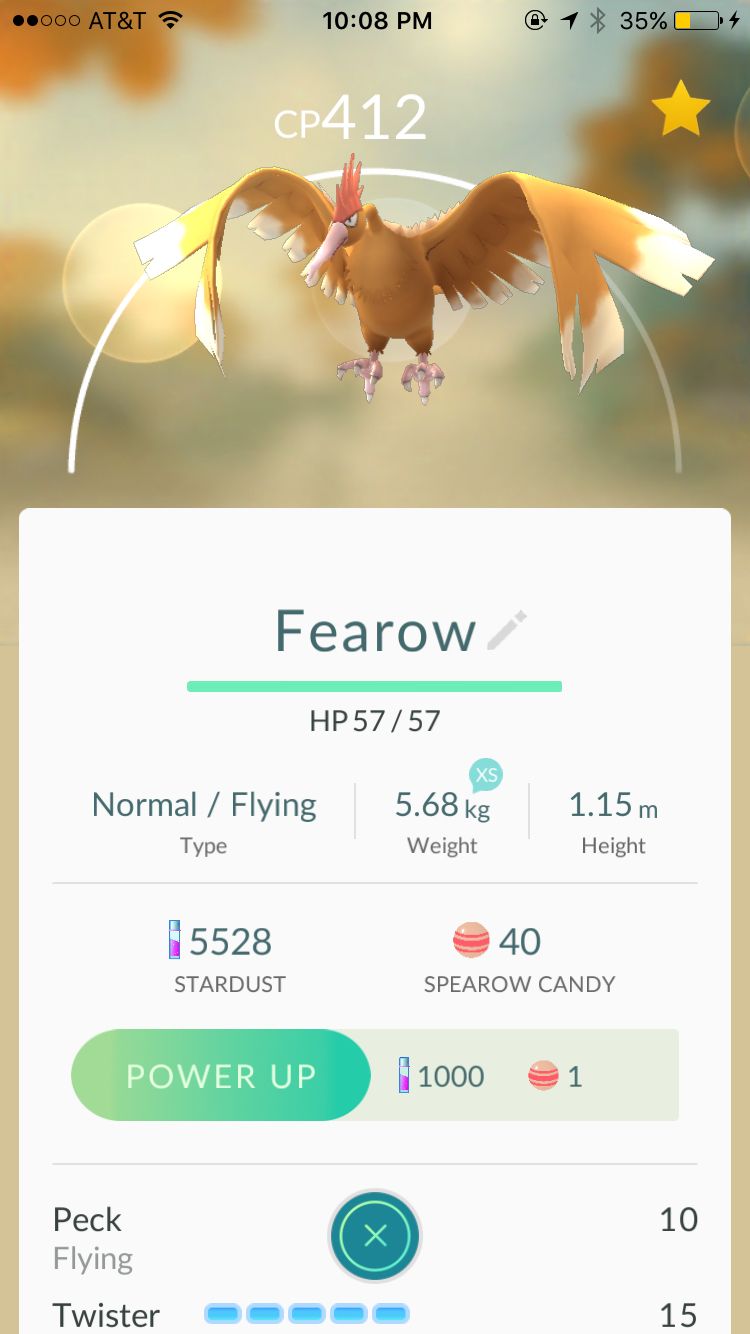 AT&T 10:08 PM 35%
CP412
Fearow
HP 57 / 57
XS
Normal / Flying 5.68 kg 1.15 m
Type Weight Height
5528 40
STARDUST SPEAROW CANDY
POWER UP 1000 1
Peck 10
Flying
Twister 15